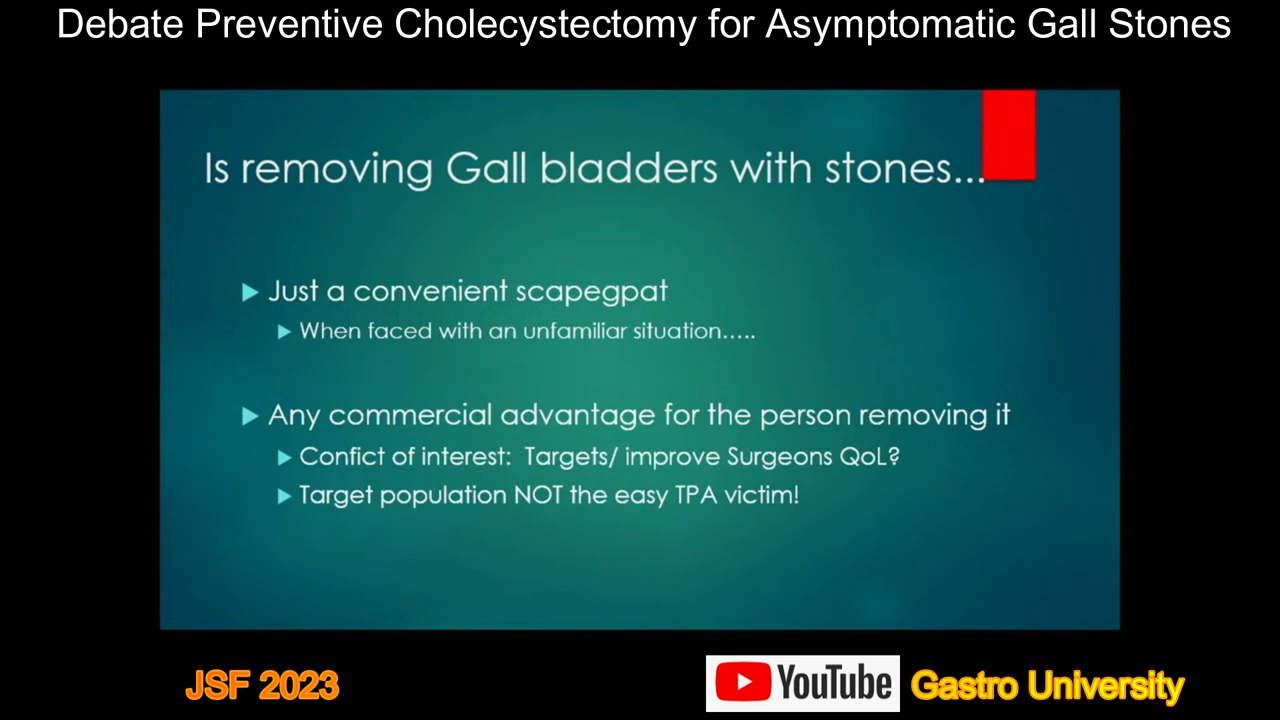 Debate Preventive Cholecystectomy for Asymptomatic Gall Stones
Is removing Gall bladders with stones...
Just a convenient scapegpat
When faced with an unfamiliar situation.....
Any commercial advantage for the person removing it
Confict of interest: Targets/ improve Surgeons QoL?
Target population NOT the easy TPA victim!
JSF 2023
YouTube Gastro University